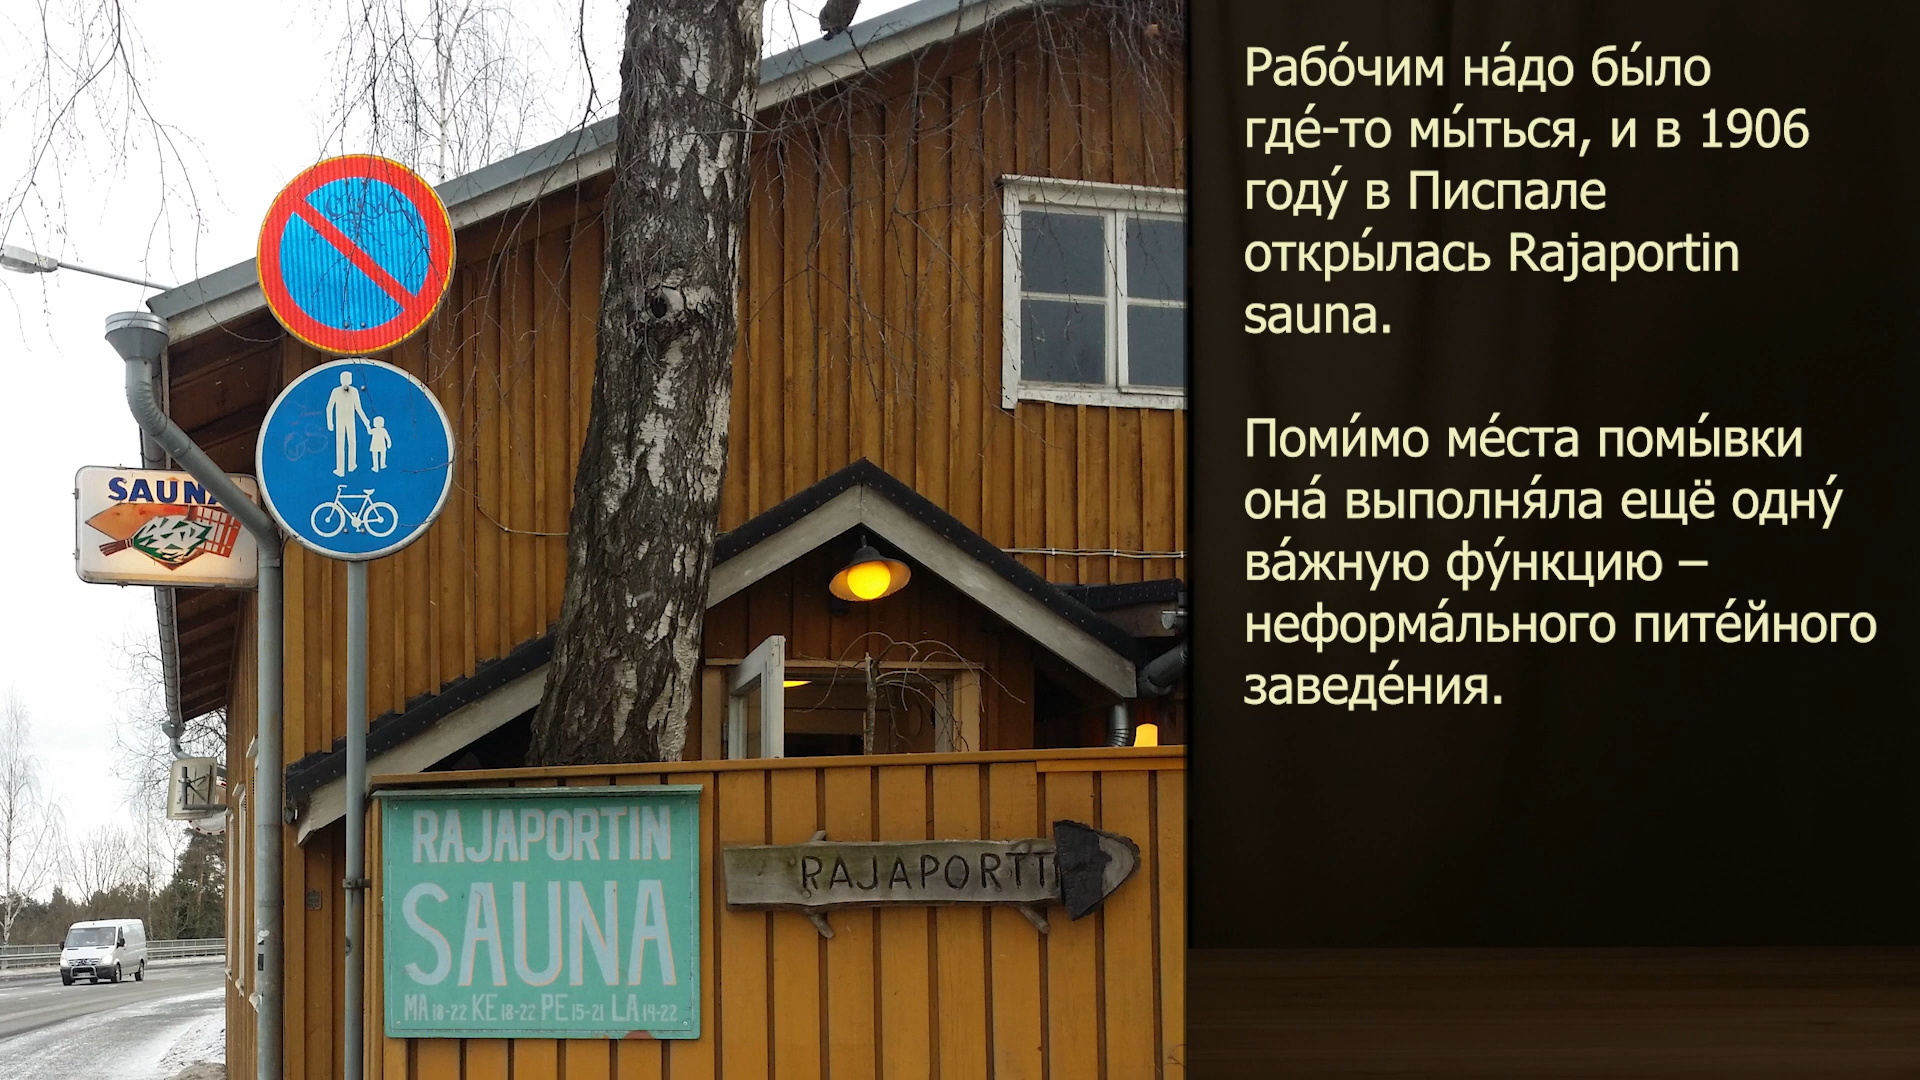 Рабо́чим на́до бы́ло
где́-то мы́ться, и в 1906
году́ в Писпале
откры́лась Rajaportin
sauna.
Поми́мо ме́ста помы́вки
она́ выполня́ла ещё одну́
ва́жную фу́нкцию –
неформа́льного пите́йного
заведе́ния.
SAUNA
RAJAPORTIN
SAUNA
MA 18-22 KE 18-22 PE 15-21 LA 14-22
RAJAPORTTI